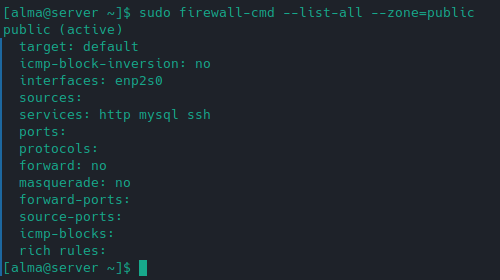 [alma@server ~]$ sudo firewall-cmd --list-all --zone=public
public (active)
  target: default
  icmp-block-inversion: no
  interfaces: enp2s0
  sources:
  services: http mysql ssh
  ports:
  protocols:
  forward: no
  masquerade: no
  forward-ports:
  source-ports:
  icmp-blocks:
  rich rules:
[alma@server ~]$